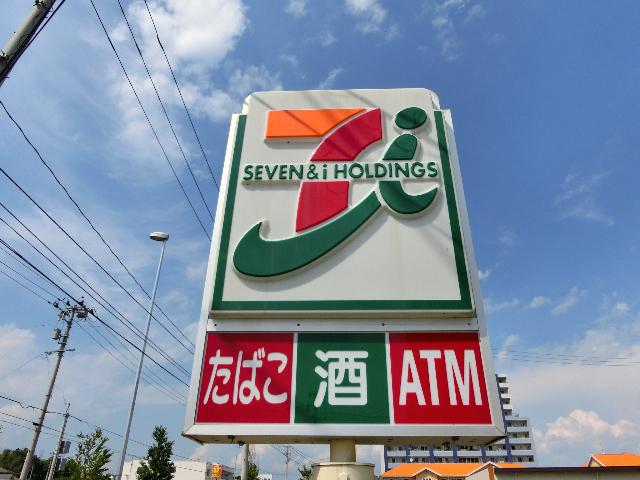 SEVEN & i HOLDINGS
たばこ 酒 ATM